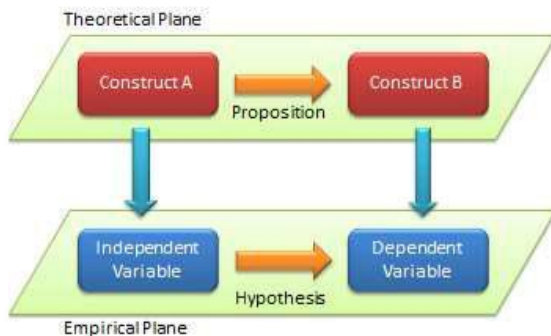 Theoretical Plane
Construct A
Construct B
Proposition
Independent
Variable
Dependent
Variable
Hypothesis
Empirical Plane